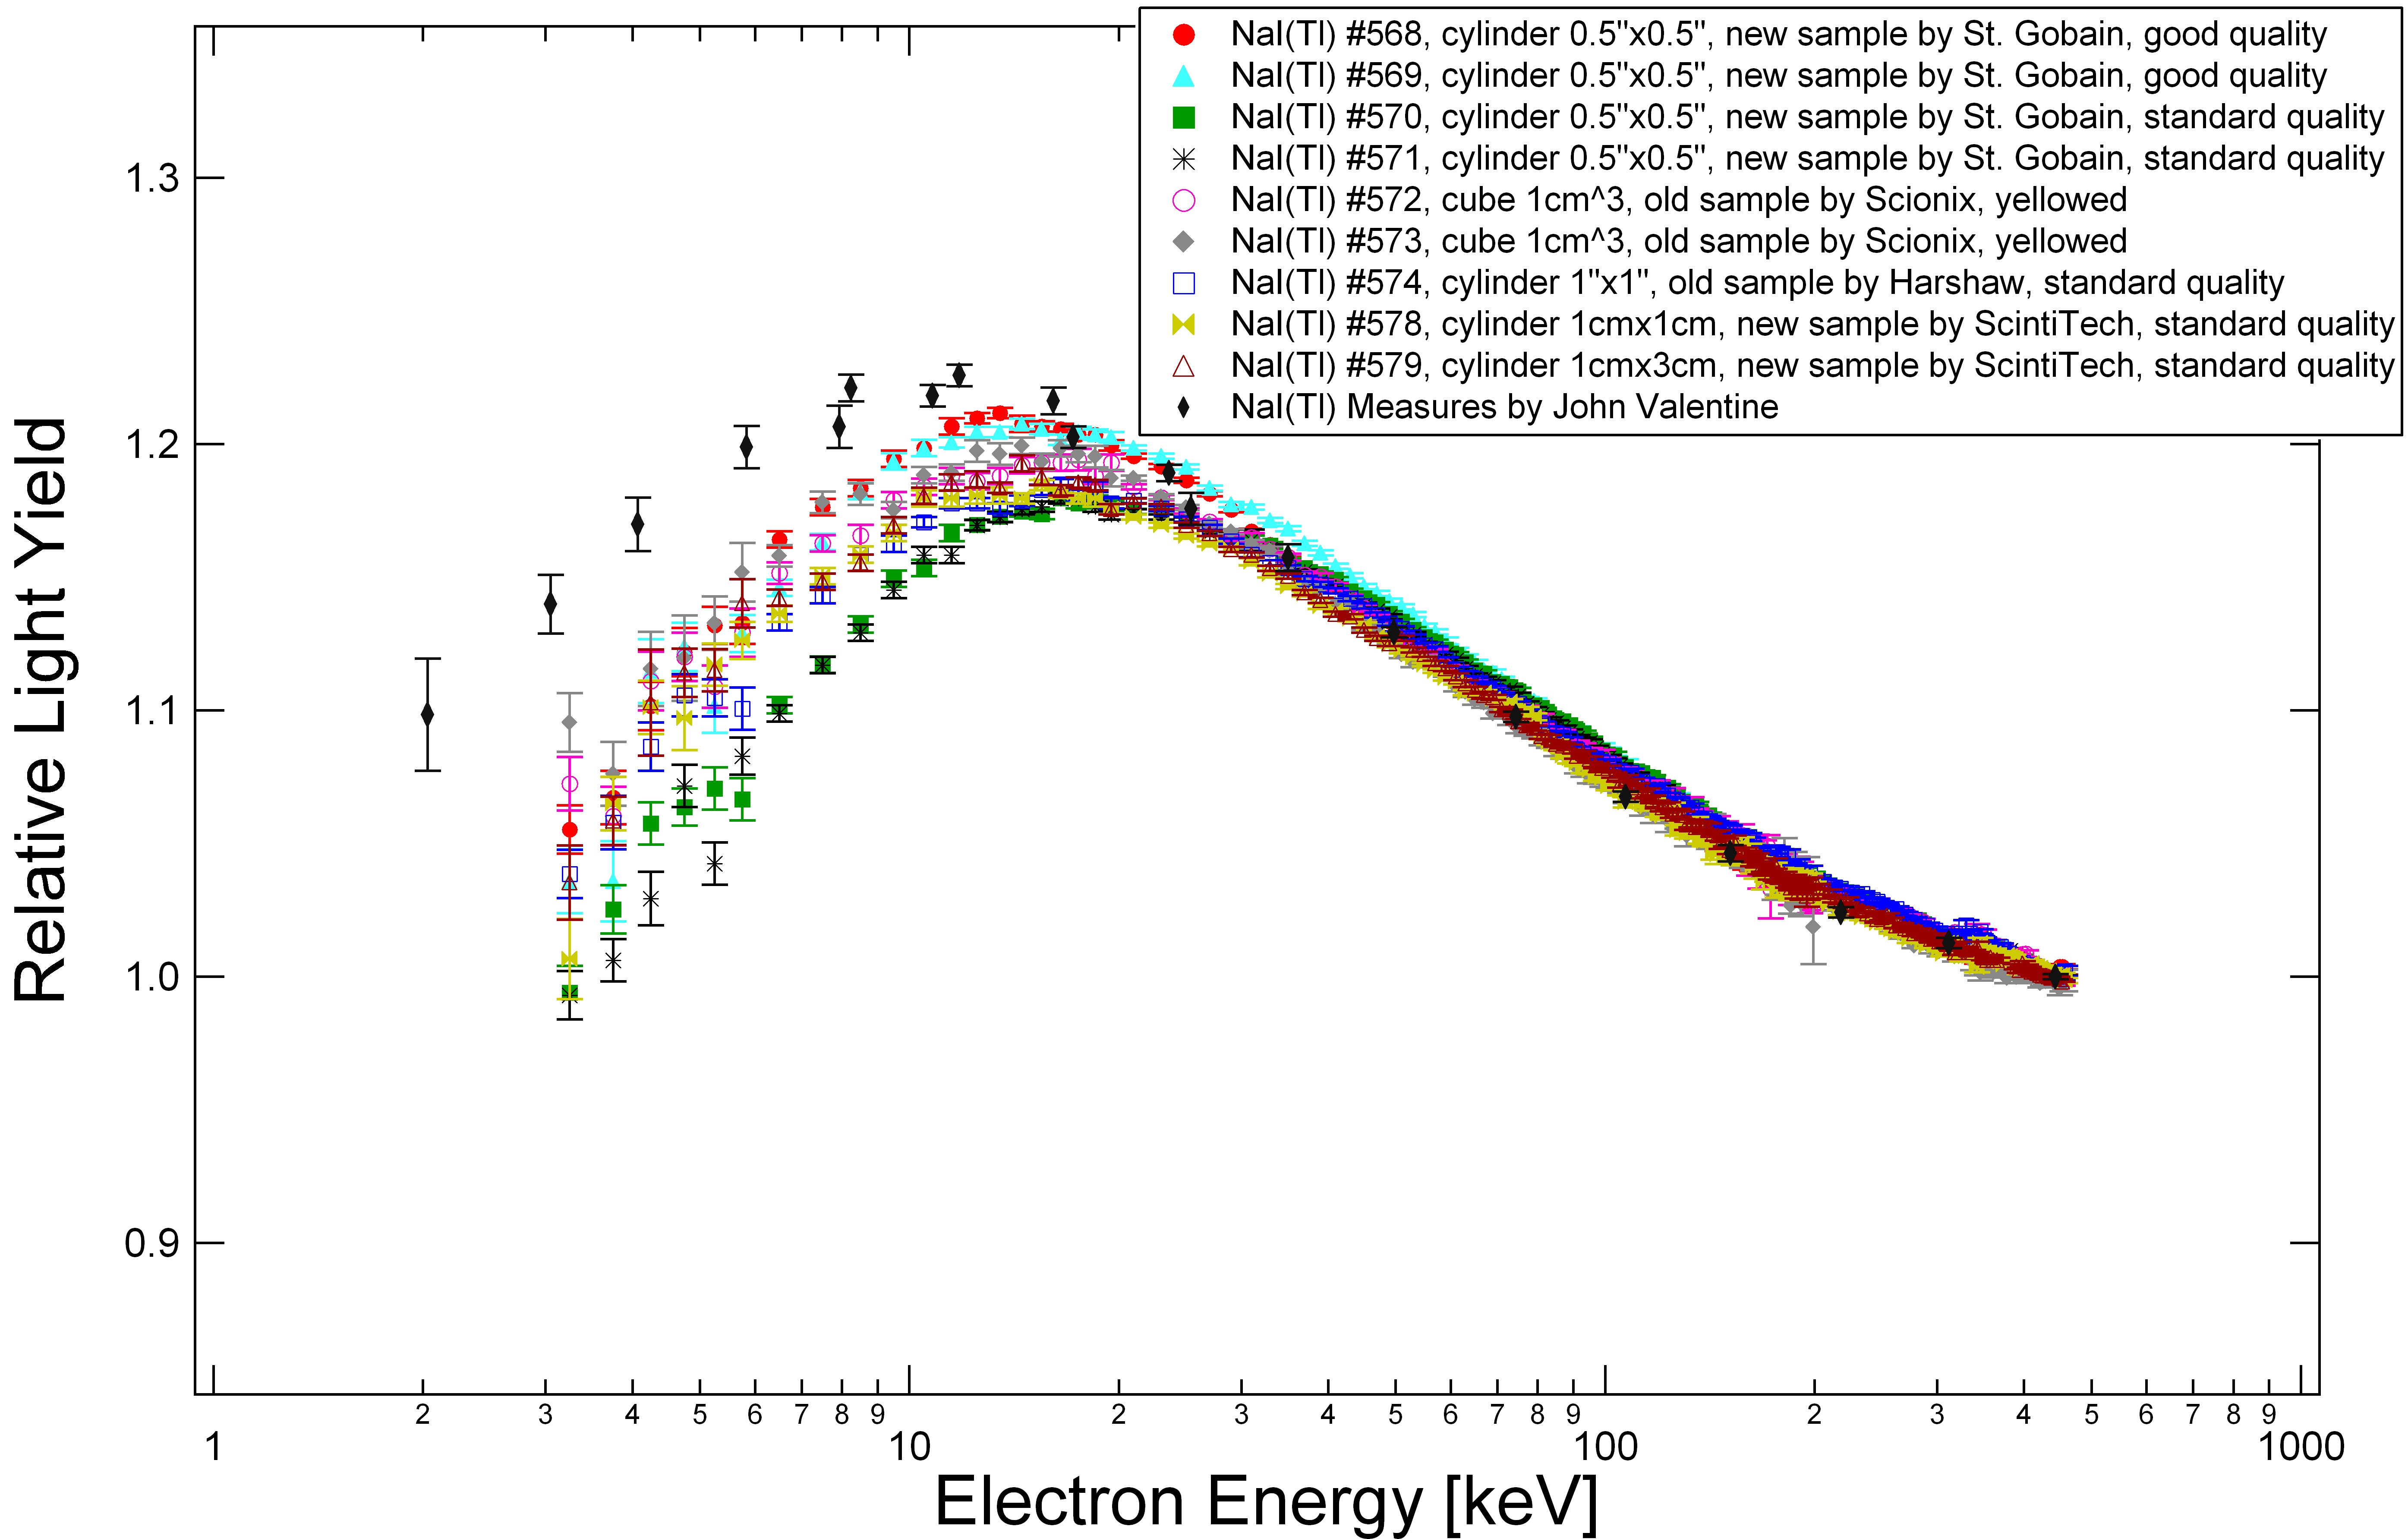 NaI(Tl) #568, cylinder 0.5"x0.5", new sample by St. Gobain, good quality
NaI(Tl) #569, cylinder 0.5"x0.5", new sample by St. Gobain, good quality
NaI(Tl) #570, cylinder 0.5"x0.5", new sample by St. Gobain, standard quality
NaI(Tl) #571, cylinder 0.5"x0.5", new sample by St. Gobain, standard quality
NaI(Tl) #572, cube 1cm^3, old sample by Scionix, yellowed
NaI(Tl) #573, cube 1cm^3, old sample by Scionix, yellowed
NaI(Tl) #574, cylinder 1"x1", old sample by Harshaw, standard quality
NaI(Tl) #578, cylinder 1cmx1cm, new sample by ScintiTech, standard quality
NaI(Tl) #579, cylinder 1cmx3cm, new sample by ScintiTech, standard quality
NaI(Tl) Measures by John Valentine
Relative Light Yield
1.3
1.2
1.1
1.0
0.9
2 3 4 5 6 7 8 9 2 3 4 5 6 7 8 9 2 3 4 5 6 7 8 9
1 10 100 1000
Electron Energy [keV]